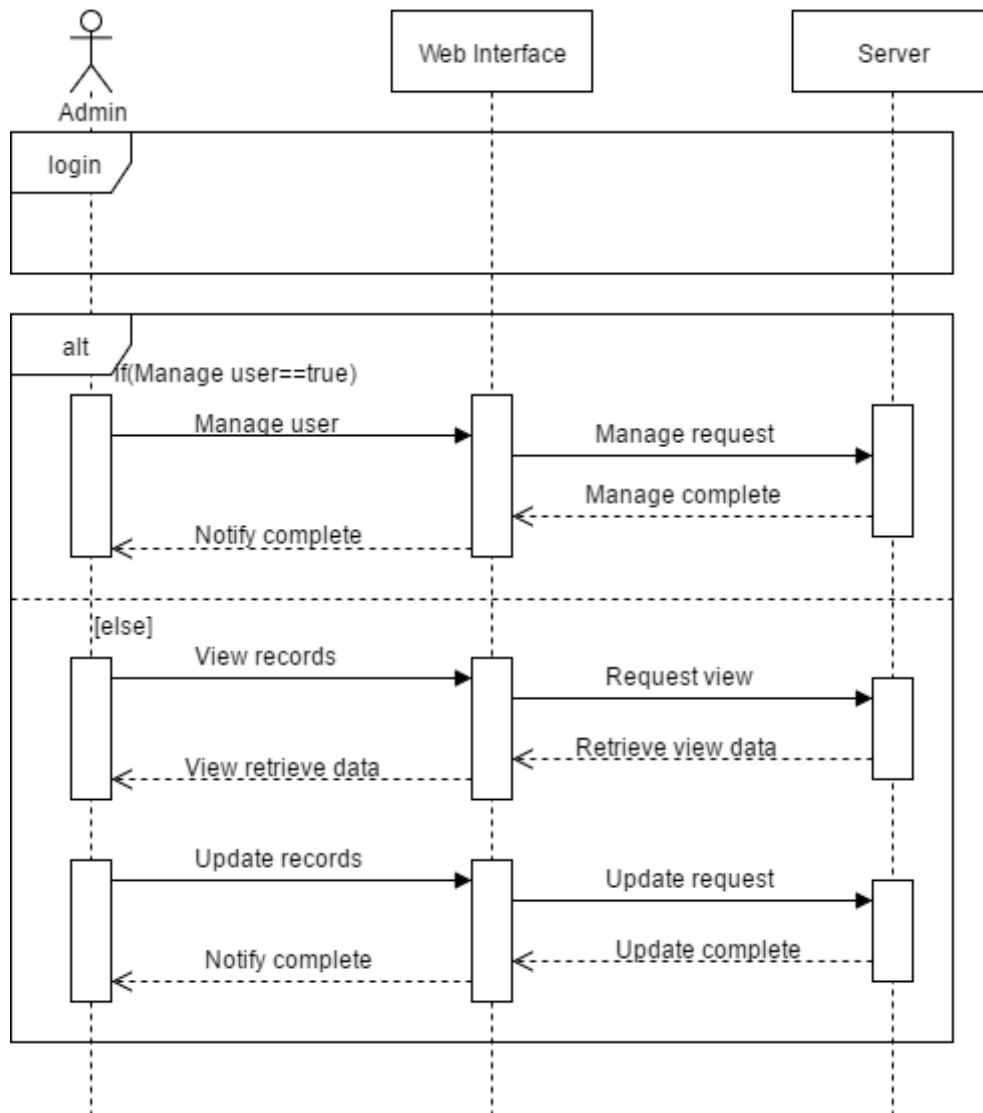 Web Interface
Server
Admin
login
alt
if(Manage user==true)
Manage user
Manage request
Manage complete
Notify complete
[else]
View records
Request view
Retrieve view data
View retrieve data
Update records
Update request
Update complete
Notify complete